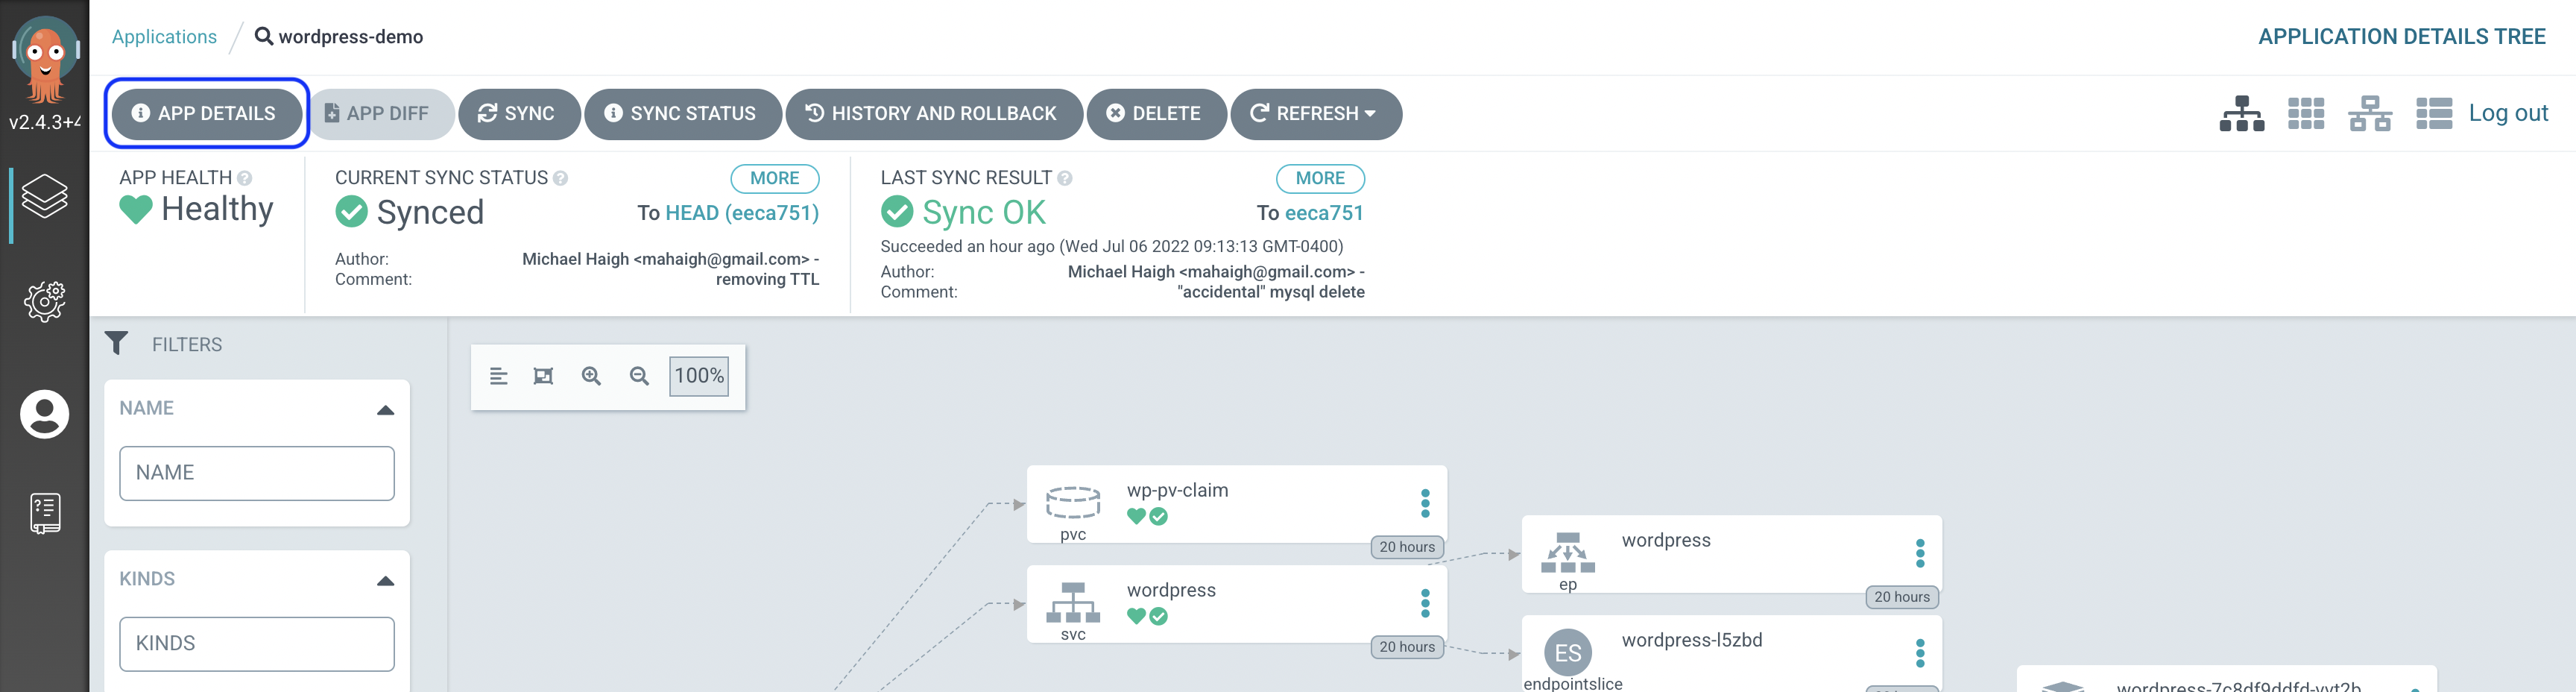 Applications / wordpress-demo
APPLICATION DETAILS TREE
v2.4.3+4
APP DETAILS
APP DIFF
SYNC
SYNC STATUS
HISTORY AND ROLLBACK
DELETE
REFRESH
Log out
APP HEALTH
Healthy
CURRENT SYNC STATUS
MORE
Synced
To HEAD (eeca751)
Author: Michael Haigh <mahaigh@gmail.com> -
Comment: removing TTL
LAST SYNC RESULT
MORE
Sync OK
To eeca751
Succeeded an hour ago (Wed Jul 06 2022 09:13:13 GMT-0400)
Author: Michael Haigh <mahaigh@gmail.com> -
Comment: "accidental" mysql delete
FILTERS
NAME
NAME
KINDS
KINDS
100%
wp-pv-claim
pvc
20 hours
wordpress
svc
20 hours
wordpress
ep
20 hours
wordpress-l5zbd
ES
endpointslice